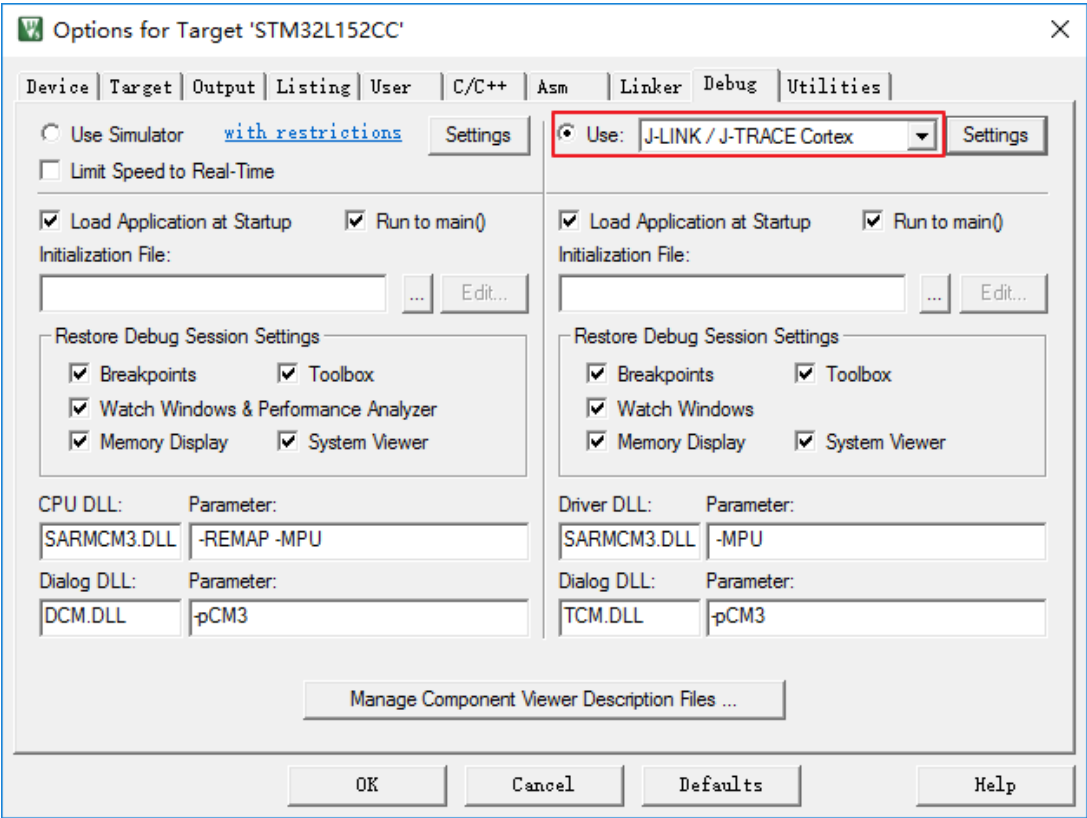 Options for Target 'STM32L152CC'
Device Target Output Listing User C/C++ Asm Linker Debug Utilities
Use Simulator with restrictions Settings Use: J-LINK / J-TRACE Cortex Settings
Limit Speed to Real-Time
Load Application at Startup Run to main() Load Application at Startup Run to main()
Initialization File: Initialization File:
... Edit... ... Edit...
Restore Debug Session Settings Restore Debug Session Settings
Breakpoints Toolbox Breakpoints Toolbox
Watch Windows & Performance Analyzer Watch Windows
Memory Display System Viewer Memory Display System Viewer
CPU DLL: Parameter: Driver DLL: Parameter:
SARMCM3.DLL -REMAP -MPU SARMCM3.DLL -MPU
Dialog DLL: Parameter: Dialog DLL: Parameter:
DCM.DLL -pCM3 TCM.DLL -pCM3
Manage Component Viewer Description Files ...
OK Cancel Defaults Help